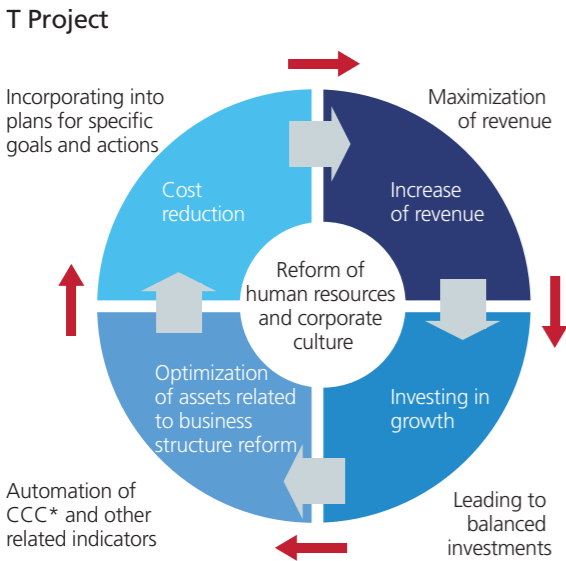 T Project
Incorporating into
plans for specific
goals and actions
Maximization
of revenue
Cost
reduction
Increase
of revenue
Reform of
human resources
and corporate
culture
Optimization
of assets related
to business
structure reform
Investing in
growth
Automation of
CCC* and other
related indicators
Leading to
balanced
investments